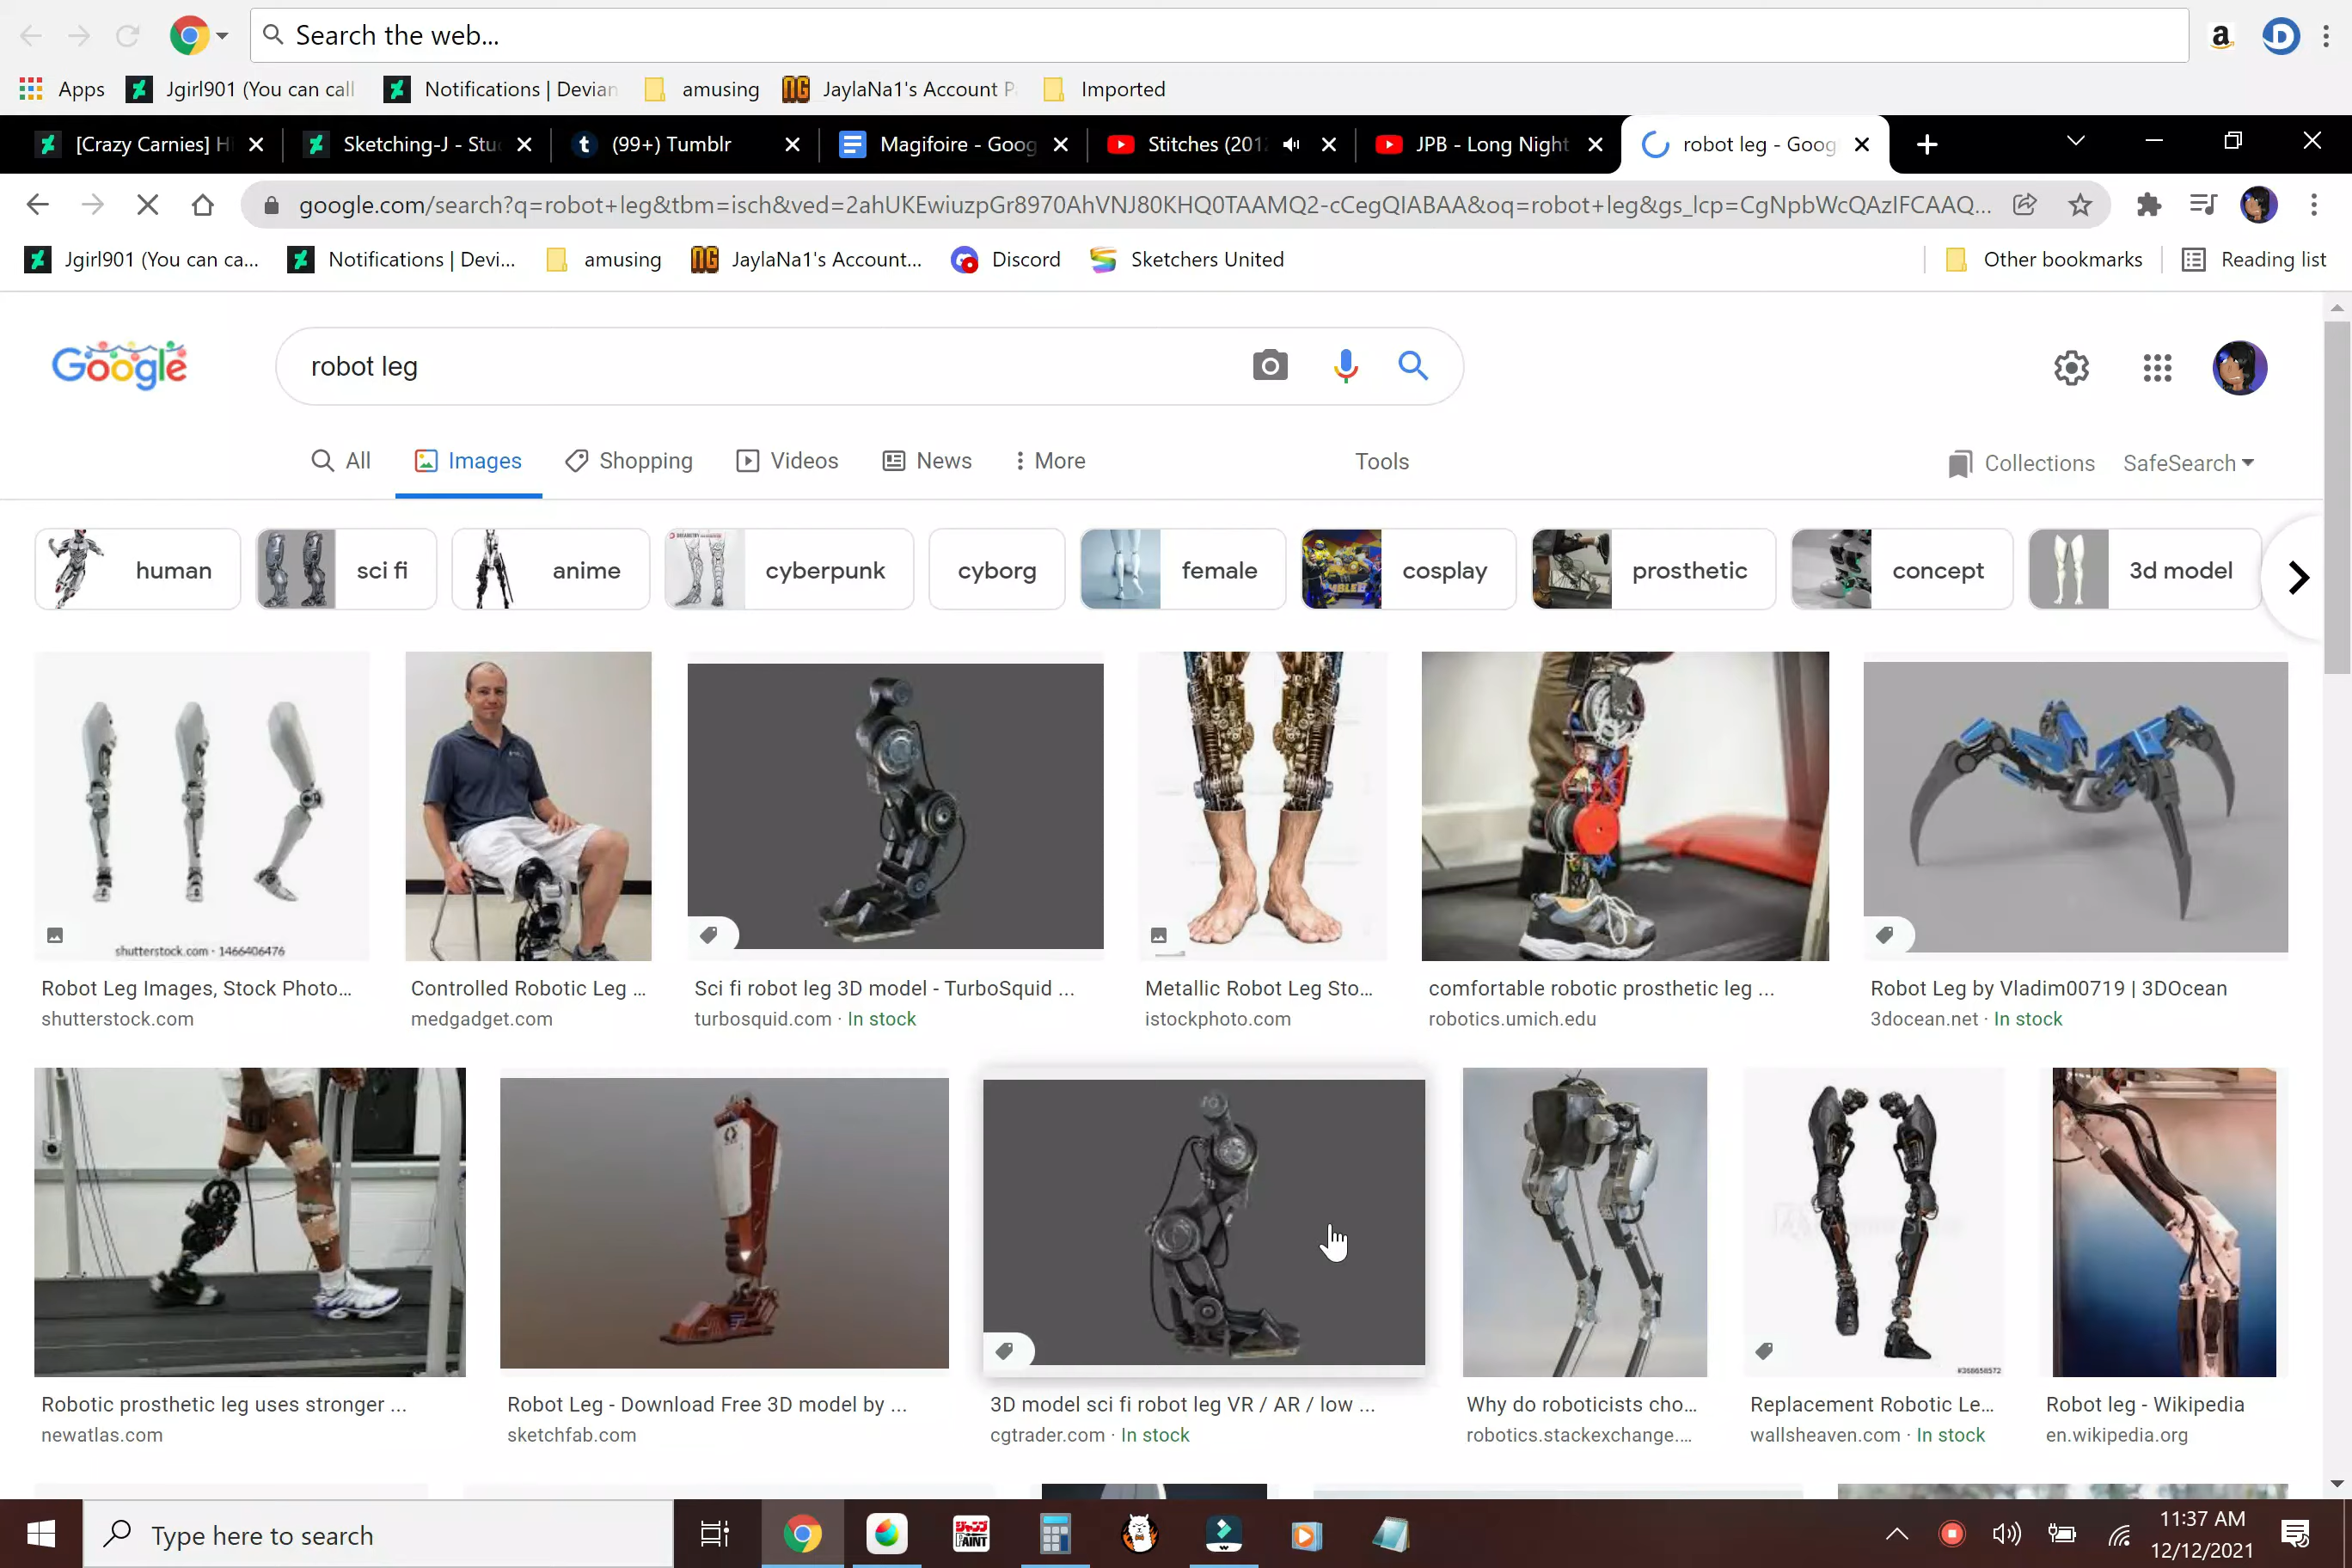 Search the web...
Apps
Jgirl901 (You can call
Notifications | Devian
amusing
JaylaNa1's Account P
Imported
[Crazy Carnies] H
Sketching-J - Stu
(99+) Tumblr
Magifoire - Goog
Stitches (201
JPB - Long Night
robot leg - Goog
google.com/search?q=robot+leg&tbm=isch&ved=2ahUKEwiuzpGr8970AhVNJ80KHQ0TAAMQ2-cCegQIABAA&oq=robot+leg&gs_lcp=CgNpbWcQAzIFCAAQ...
Jgirl901 (You can ca...
Notifications | Devi...
amusing
JaylaNa1's Account...
Discord
Sketchers United
Other bookmarks
Reading list
Google
robot leg
All
Images
Shopping
Videos
News
More
Tools
Collections
SafeSearch
human
sci fi
anime
cyberpunk
cyborg
female
cosplay
prosthetic
concept
3d model
shutterstock.com · 1466406476
Robot Leg Images, Stock Photo...
shutterstock.com
Controlled Robotic Leg ...
medgadget.com
Sci fi robot leg 3D model - TurboSquid ...
turbosquid.com · In stock
Metallic Robot Leg Sto...
istockphoto.com
comfortable robotic prosthetic leg ...
robotics.umich.edu
Robot Leg by Vladim00719 | 3DOcean
3docean.net · In stock
#366658572
Robotic prosthetic leg uses stronger ...
newatlas.com
Robot Leg - Download Free 3D model by ...
sketchfab.com
3D model sci fi robot leg VR / AR / low ...
cgtrader.com · In stock
Why do roboticists cho...
robotics.stackexchange....
Replacement Robotic Le...
wallsheaven.com · In stock
Robot leg - Wikipedia
en.wikipedia.org
Type here to search
PAINT
11:37 AM
12/12/2021